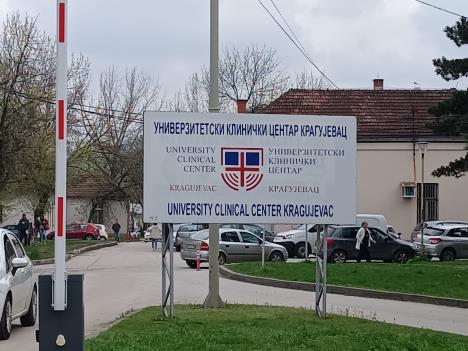 УНИВЕРЗИТЕТСКИ КЛИНИЧКИ ЦЕНТАР КРАГУЈЕВАЦ
UNIVERSITY
CLINICAL
CENTER
KRAGUJEVAC
УНИВЕРЗИТЕТСКИ
КЛИНИЧКИ
ЦЕНТАР
КРАГУЈЕВАЦ
UNIVERSITY CLINICAL CENTER KRAGUJEVAC